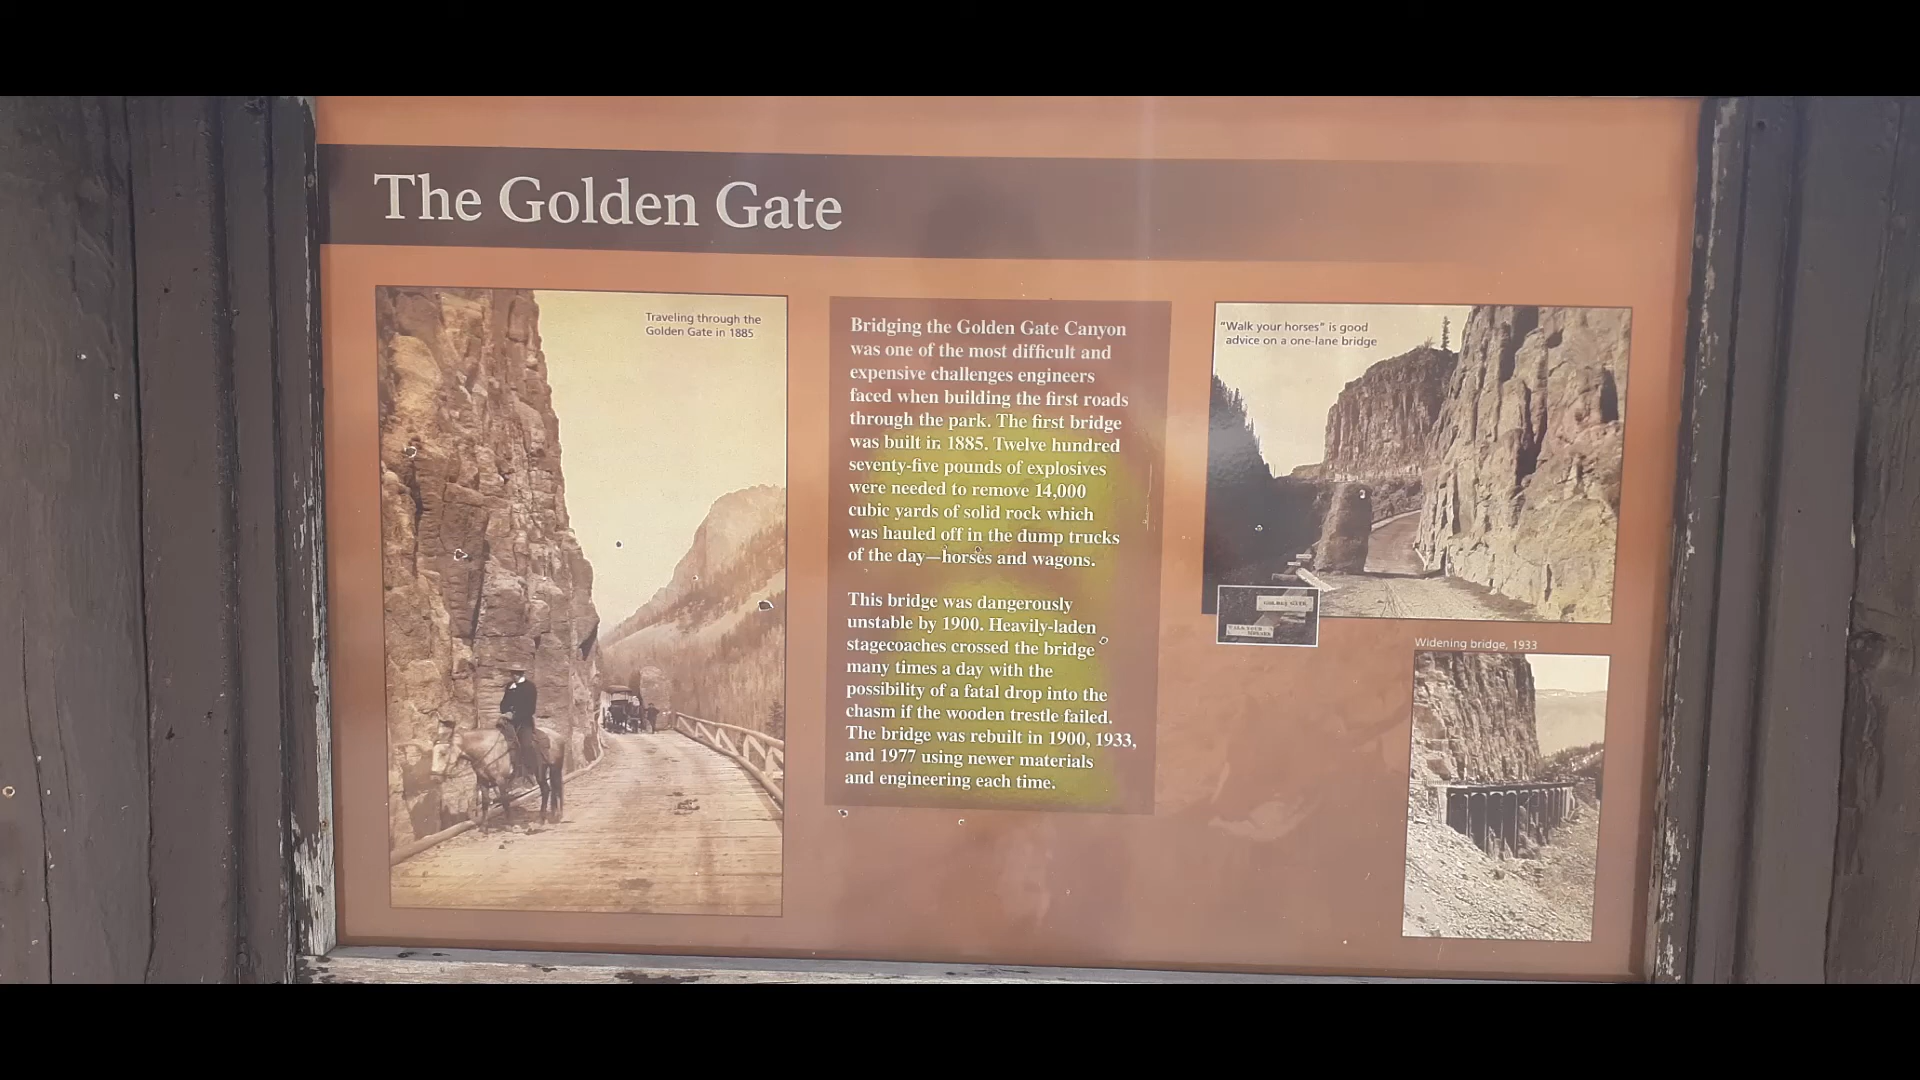 The Golden Gate
Traveling through the
Golden Gate in 1885
Bridging the Golden Gate Canyon
was one of the most difficult and
expensive challenges engineers
faced when building the first roads
through the park. The first bridge
was built in 1885. Twelve hundred
seventy-five pounds of explosives
were needed to remove 14,000
cubic yards of solid rock which
was hauled off in the dump trucks
of the day—horses and wagons.
This bridge was dangerously
unstable by 1900. Heavily-laden
stagecoaches crossed the bridge
many times a day with the
possibility of a fatal drop into the
chasm if the wooden trestle failed.
The bridge was rebuilt in 1900, 1933,
and 1977 using newer materials
and engineering each time.
"Walk your horses" is good
advice on a one-lane bridge
GOLDEN GATE
WALK YOUR
HORSES
Widening bridge, 1933